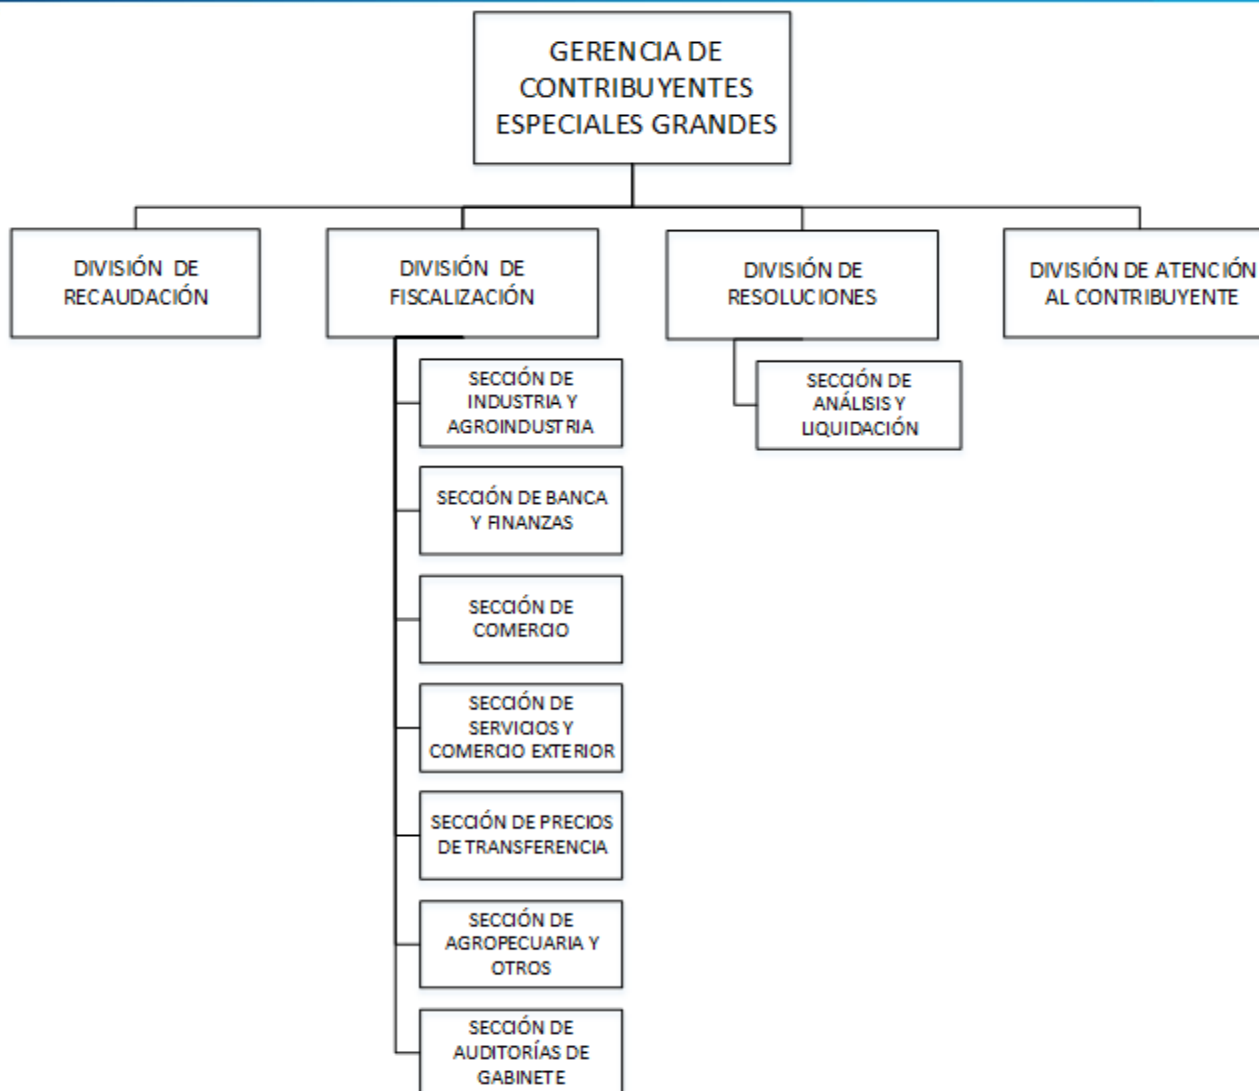 GERENCIA DE
CONTRIBUYENTES
ESPECIALES GRANDES
DIVISIÓN DE
RECAUDACIÓN
DIVISIÓN DE
FISCALIZACIÓN
DIVISIÓN DE
RESOLUCIONES
DIVISIÓN DE ATENCIÓN
AL CONTRIBUYENTE
SECCIÓN DE
INDUSTRIA Y
AGROINDUSTRIA
SECCIÓN DE BANCA
Y FINANZAS
SECCIÓN DE
COMERCIO
SECCIÓN DE
SERVICIOS Y
COMERCIO EXTERIOR
SECCIÓN DE PRECIOS
DE TRANSFERENCIA
SECCIÓN DE
AGROPECUARIA Y
OTROS
SECCIÓN DE
AUDITORÍAS DE
GABINETE
SECCIÓN DE
ANÁLISIS Y
LIQUIDACIÓN